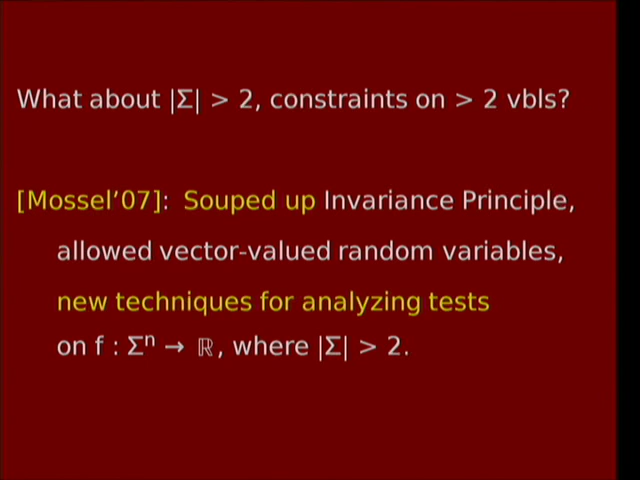 What about |Σ| > 2, constraints on > 2 vbls?
[Mossel’07]: Souped up Invariance Principle,
allowed vector-valued random variables,
new techniques for analyzing tests
on f : Σⁿ → ℝ, where |Σ| > 2.